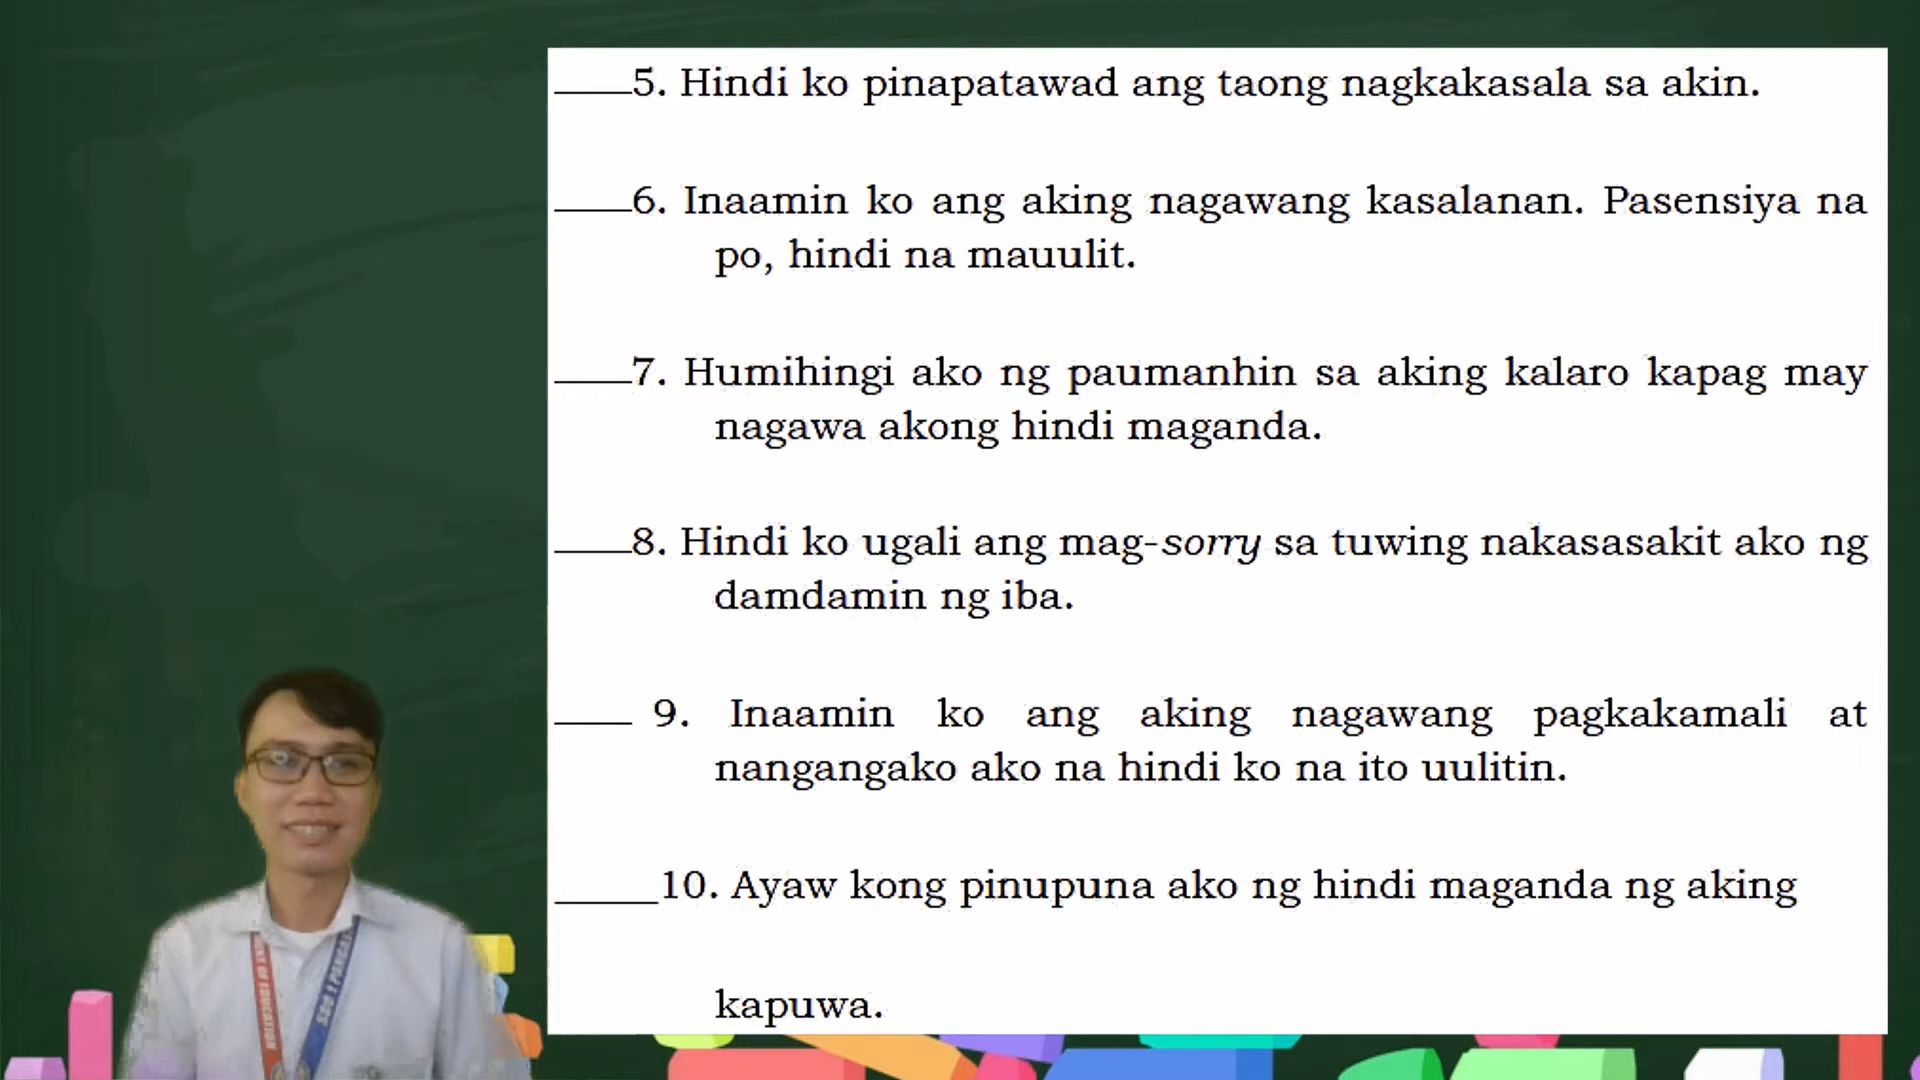 ____5. Hindi ko pinapatawad ang taong nagkakasala sa akin.
____6. Inaamin ko ang aking nagawang kasalanan. Pasensiya na
po, hindi na mauulit.
____7. Humihingi ako ng paumanhin sa aking kalaro kapag may
nagawa akong hindi maganda.
____8. Hindi ko ugali ang mag-sorry sa tuwing nakasasakit ako ng
damdamin ng iba.
____ 9. Inaamin ko ang aking nagawang pagkakamali at
nangangako ako na hindi ko na ito uulitin.
_____10. Ayaw kong pinupuna ako ng hindi maganda ng aking
kapuwa.
OF EDUCATION